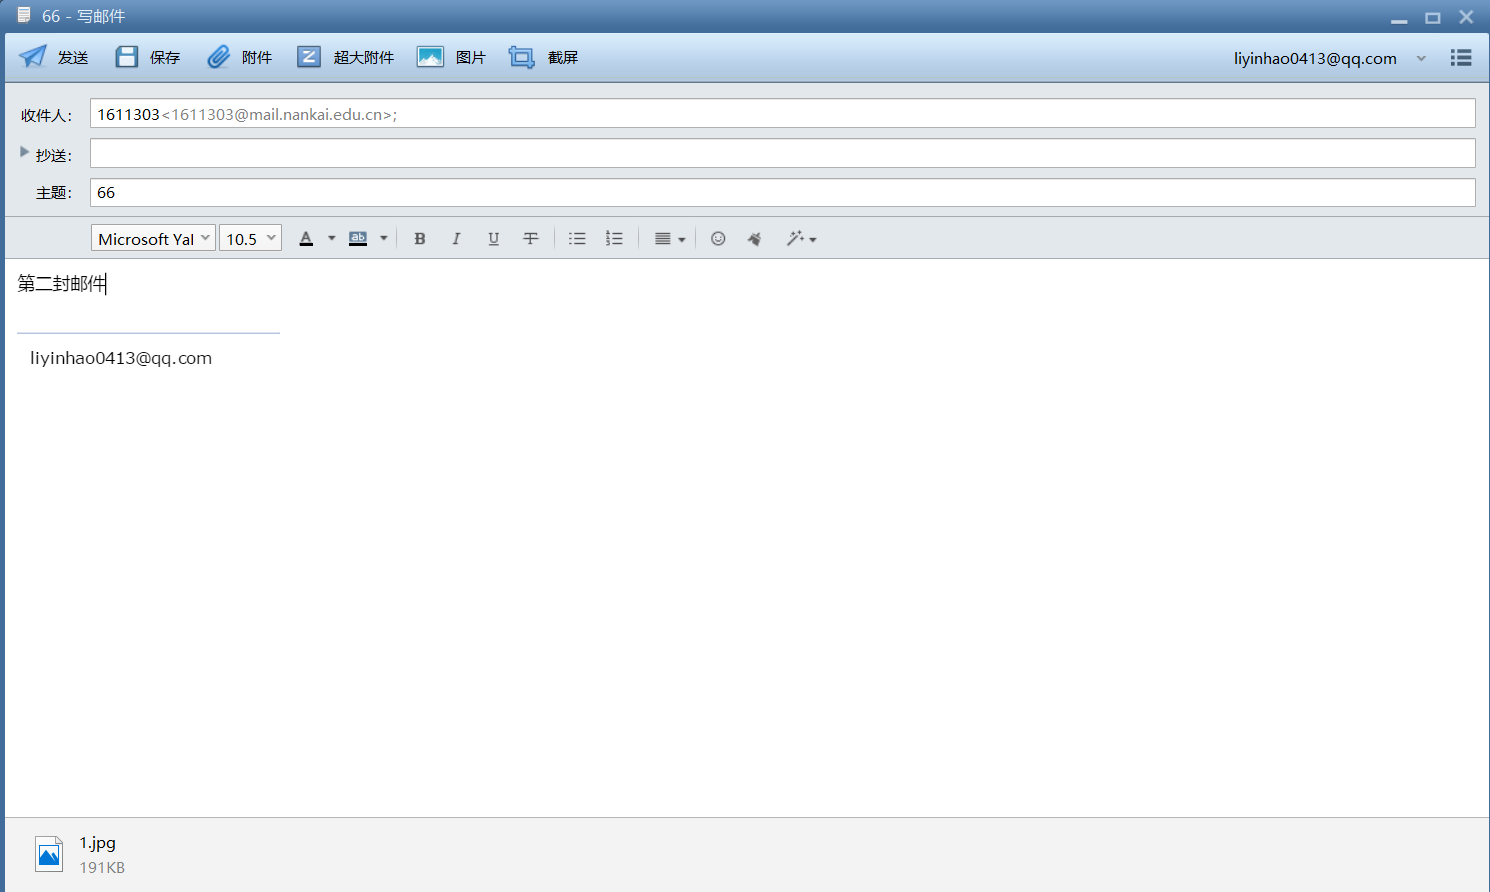 66 - 写邮件
发送 保存 附件 超大附件 图片 截屏 liyinhao0413@qq.com
收件人： 1611303<1611303@mail.nankai.edu.cn>;
抄送：
主题： 66
Microsoft Yal 10.5 A ab B I U T
第二封邮件
liyinhao0413@qq.com
1.jpg
191KB